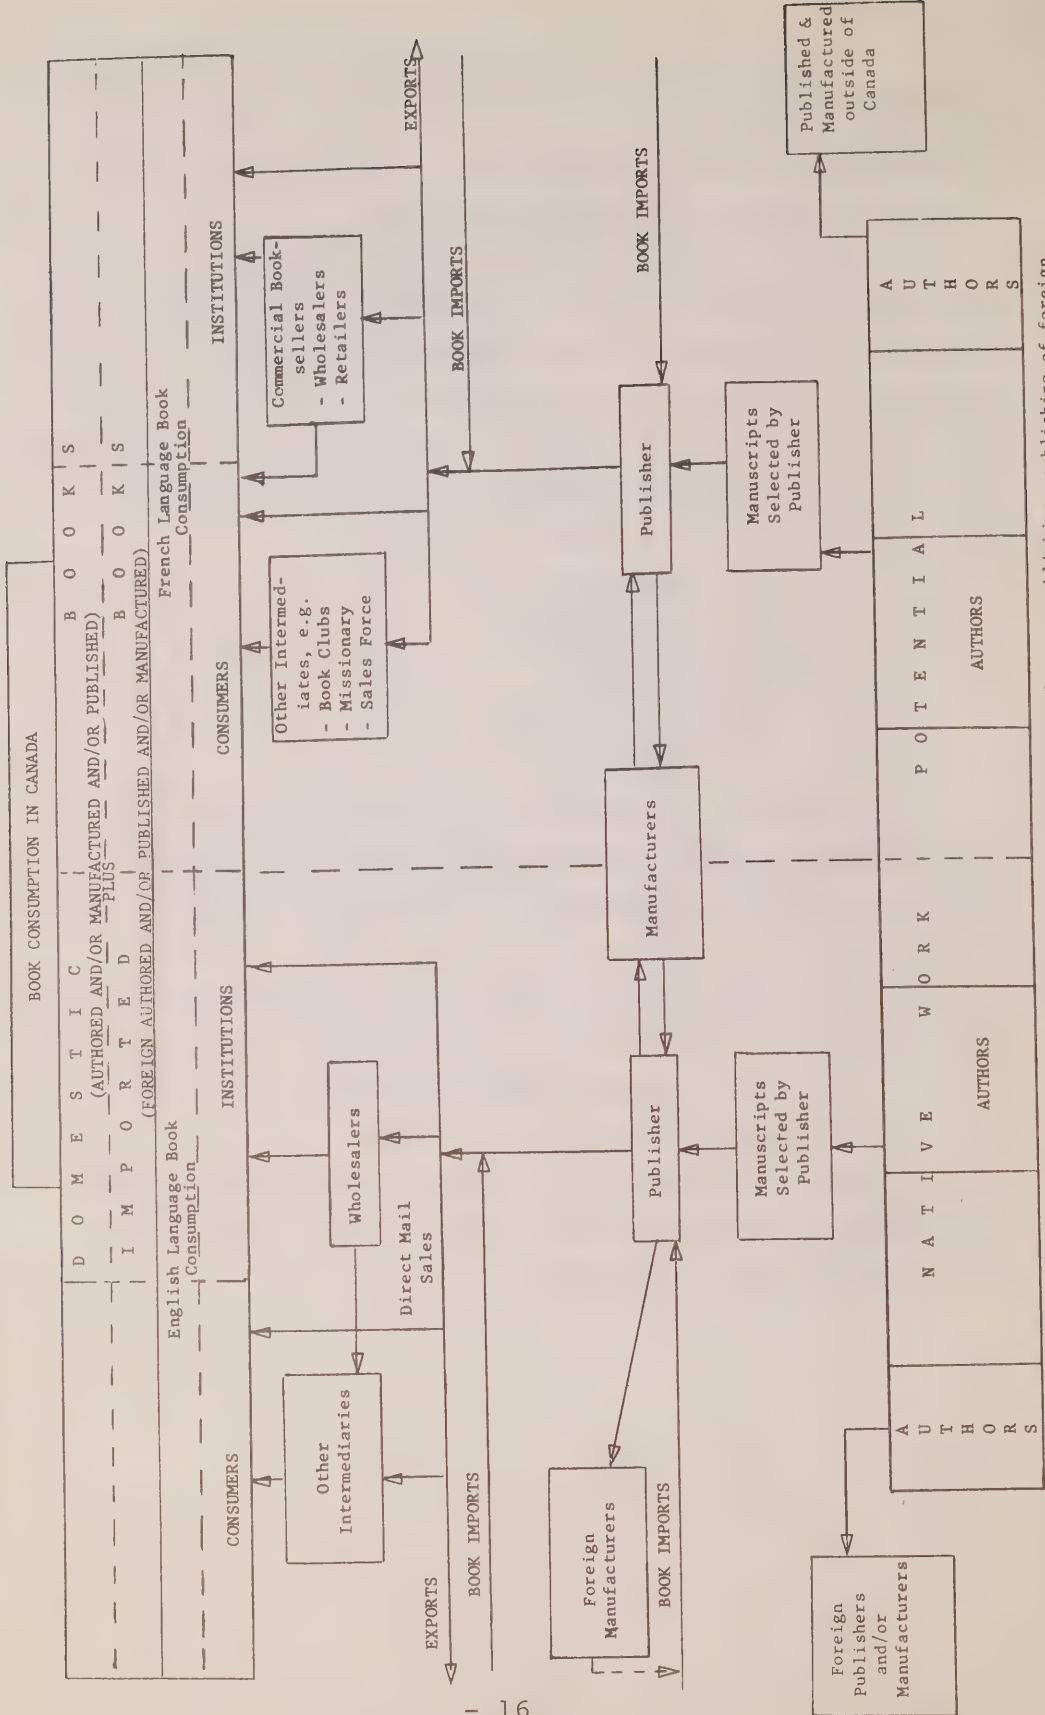 BOOK CONSUMPTION IN CANADA
D O M E S T I C B O O K S
(AUTHORED AND/OR MANUFACTURED AND/OR PUBLISHED)
PLUS
I M P O R T E D B O O K S
(FOREIGN AUTHORED AND/OR PUBLISHED AND/OR MANUFACTURED)
English Language Book
Consumption
French Language Book
Consumption
CONSUMERS
INSTITUTIONS
CONSUMERS
INSTITUTIONS
Other
Intermediaries
Wholesalers
Other Intermed-
iates, e.g.
- Book Clubs
- Missionary
- Sales Force
Commercial Book-
sellers
- Wholesalers
- Retailers
Direct Mail
Sales
EXPORTS
EXPORTS
BOOK IMPORTS
BOOK IMPORTS
Foreign
Manufacturers
BOOK IMPORTS
Publisher
Manufacturers
Publisher
BOOK IMPORTS
Manuscripts
Selected by
Publisher
Manuscripts
Selected by
Publisher
Foreign
Publishers
and/or
Manufacturers
Published &
Manufactured
outside of
Canada
A U T H O R S
N A T I V E W O R K P O T E N T I A L
AUTHORS
AUTHORS
A U T H O R S
of foreign
- 16